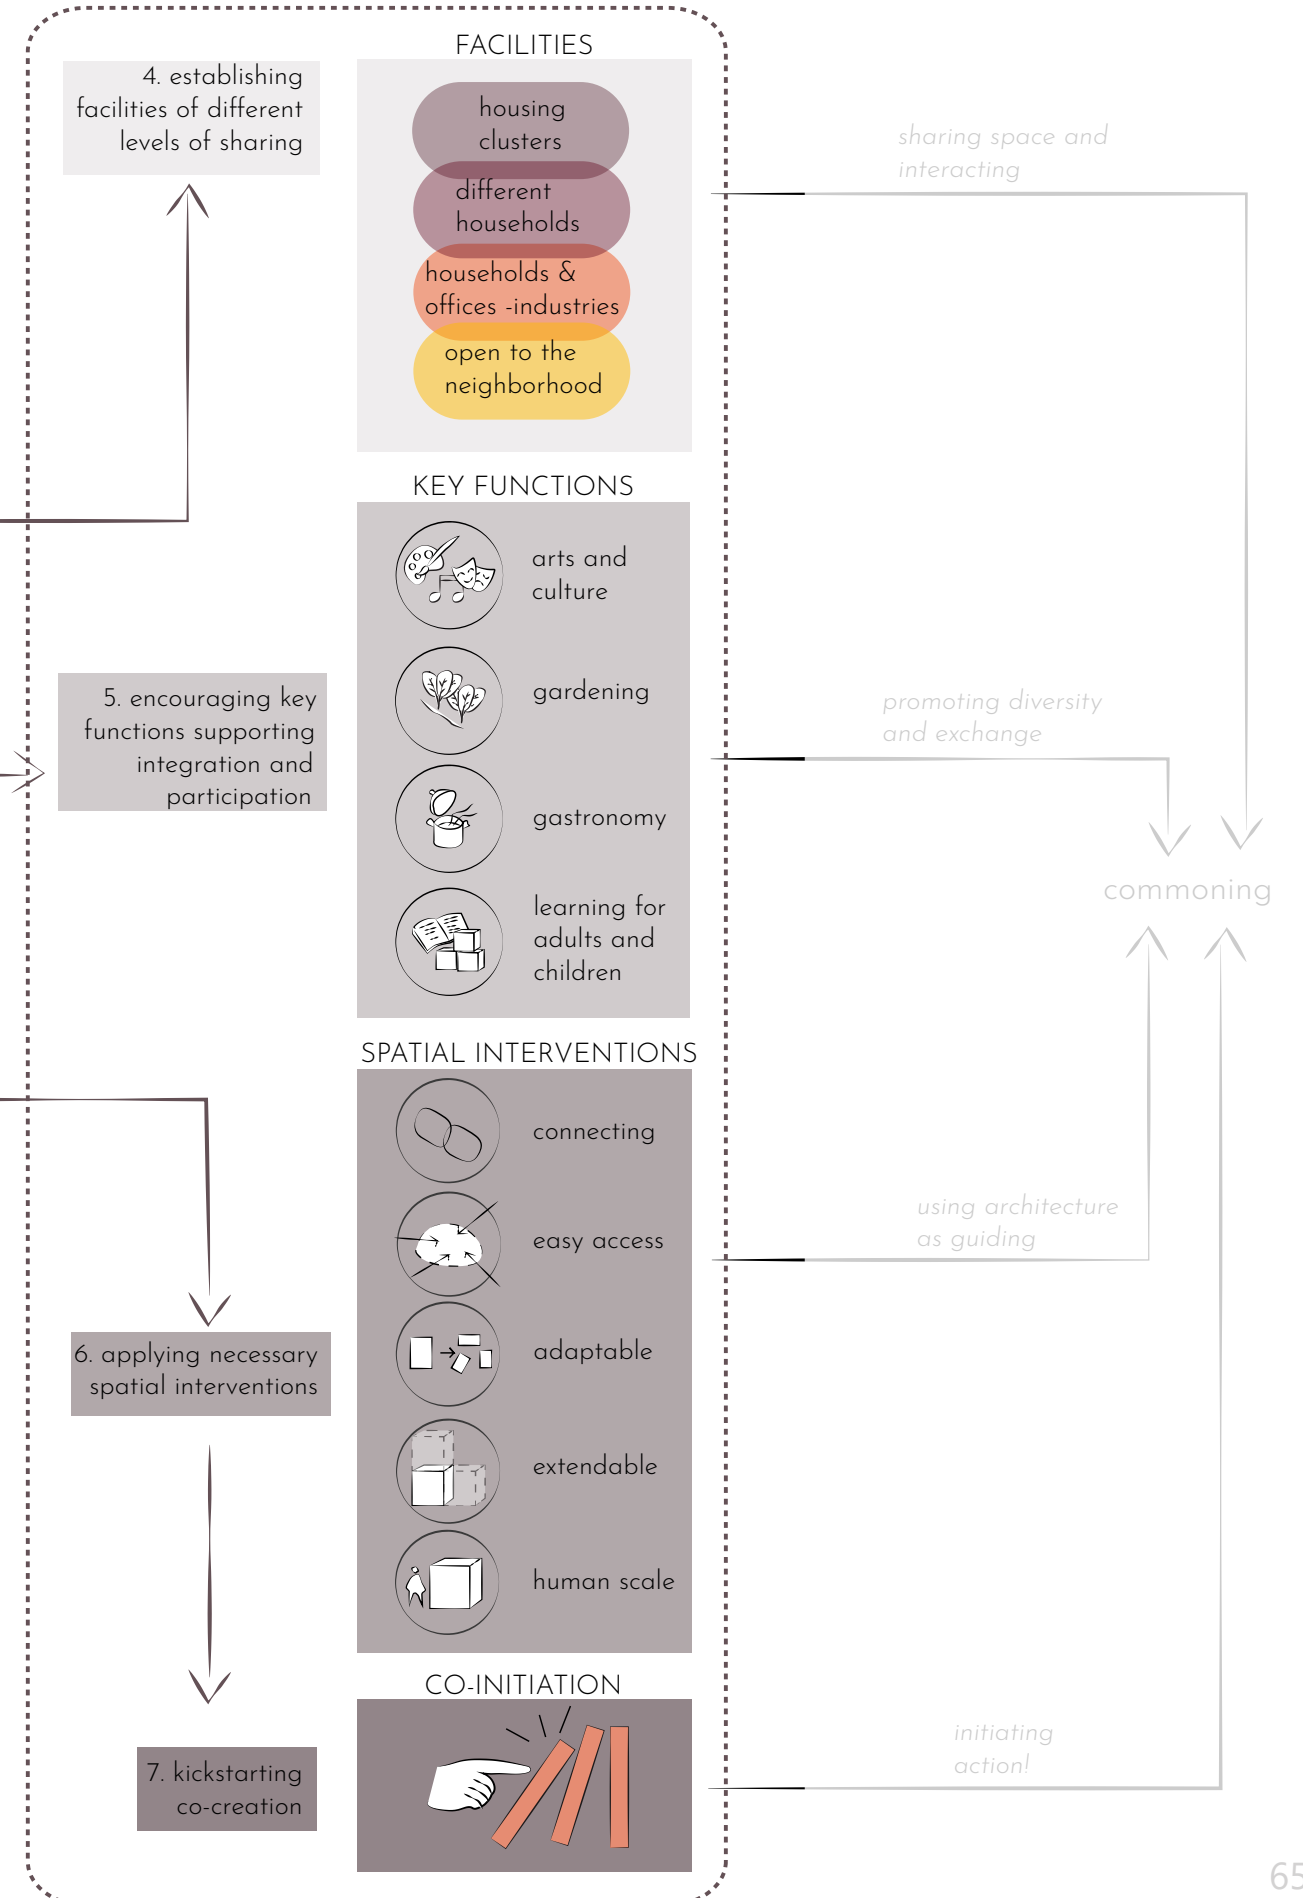 4. establishing
facilities of different
levels of sharing
FACILITIES
housing
clusters
different
households
households &
offices -industries
open to the
neighborhood
sharing space and
interacting
KEY FUNCTIONS
arts and
culture
gardening
gastronomy
learning for
adults and
children
5. encouraging key
functions supporting
integration and
participation
promoting diversity
and exchange
commoning
SPATIAL INTERVENTIONS
connecting
easy access
adaptable
extendable
human scale
6. applying necessary
spatial interventions
using architecture
as guiding
CO-INITIATION
7. kickstarting
co-creation
initiating
action!
65